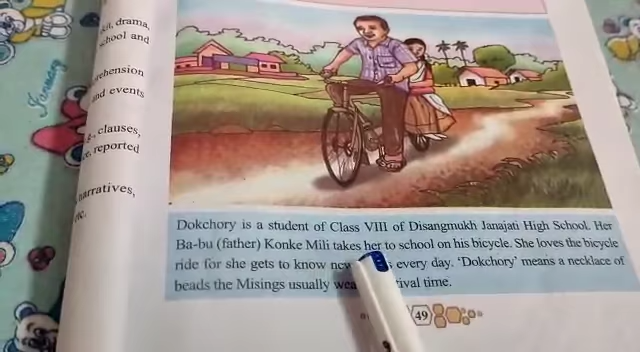 drama,
school and
and events
clauses,
reported
narratives,
etc.
January
Dokchory is a student of Class VIII of Disangmukh Janajati High School. Her
Ba-bu (father) Konke Mili takes her to school on his bicycle. She loves the bicycle
ride for she gets to know every day. 'Dokchory' means a necklace of
beads the Misings usually time.
49